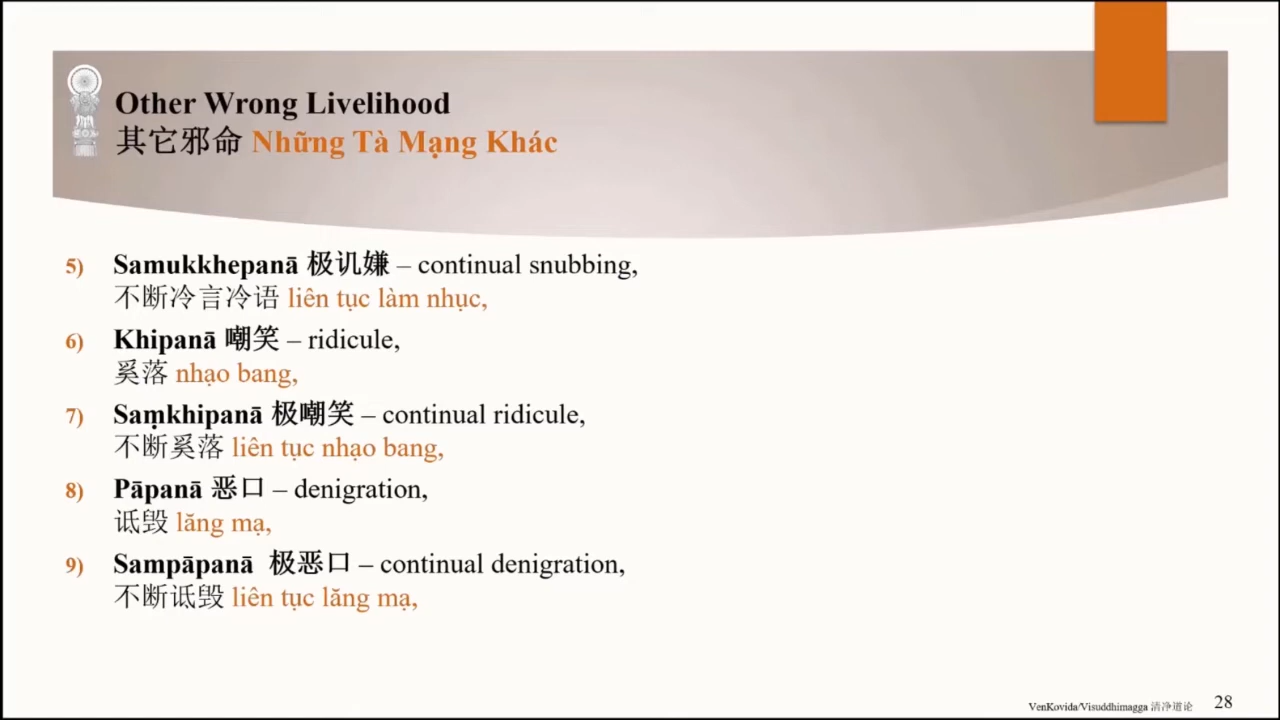 Other Wrong Livelihood
其它邪命 Những Tà Mạng Khác
5) Samukkhepanā 极讥嫌 – continual snubbing,
不断冷言冷语 liên tục làm nhục,
6) Khipanā 嘲笑 – ridicule,
奚落 nhạo bang,
7) Saṃkhipanā 极嘲笑 – continual ridicule,
不断奚落 liên tục nhạo bang,
8) Pāpanā 恶口 – denigration,
诋毁 lăng mạ,
9) Sampāpanā 极恶口 – continual denigration,
不断诋毁 liên tục lăng mạ,
VenKovida/Visuddhimagga 清净道论 28